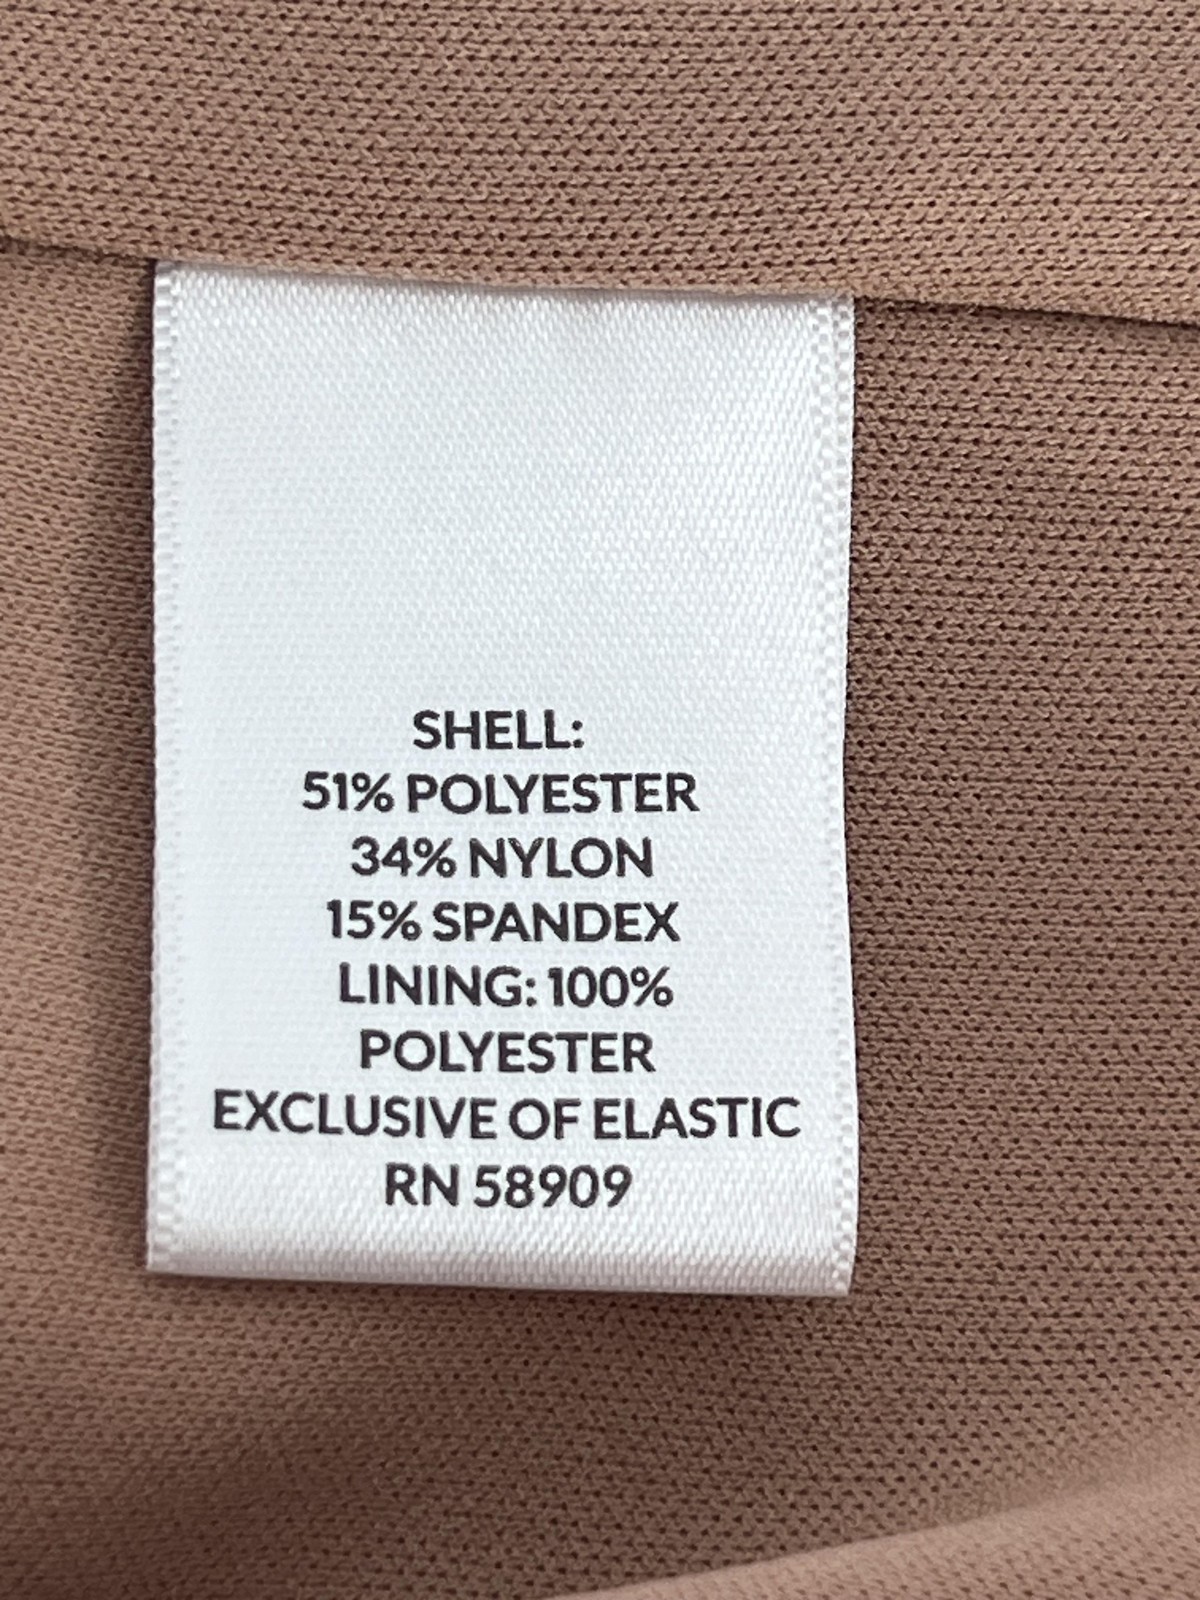 SHELL:
51% POLYESTER
34% NYLON
15% SPANDEX
LINING: 100%
POLYESTER
EXCLUSIVE OF ELASTIC
RN 58909